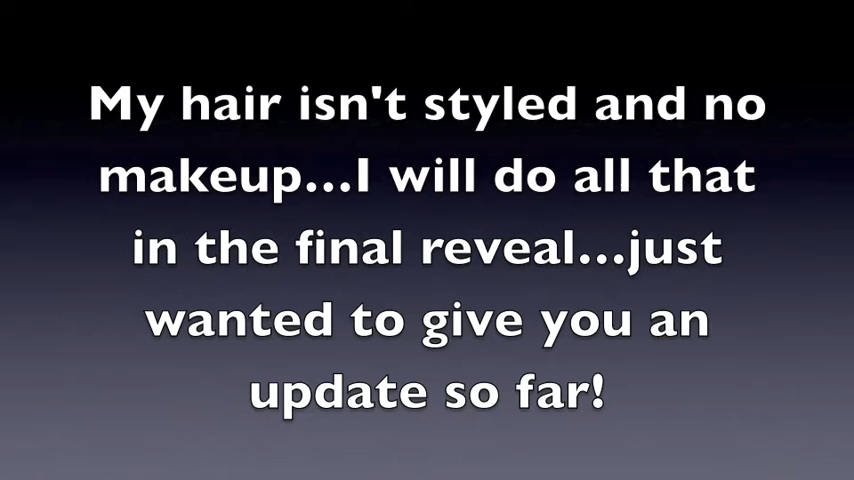 My hair isn't styled and no
makeup...I will do all that
in the final reveal...just
wanted to give you an
update so far!